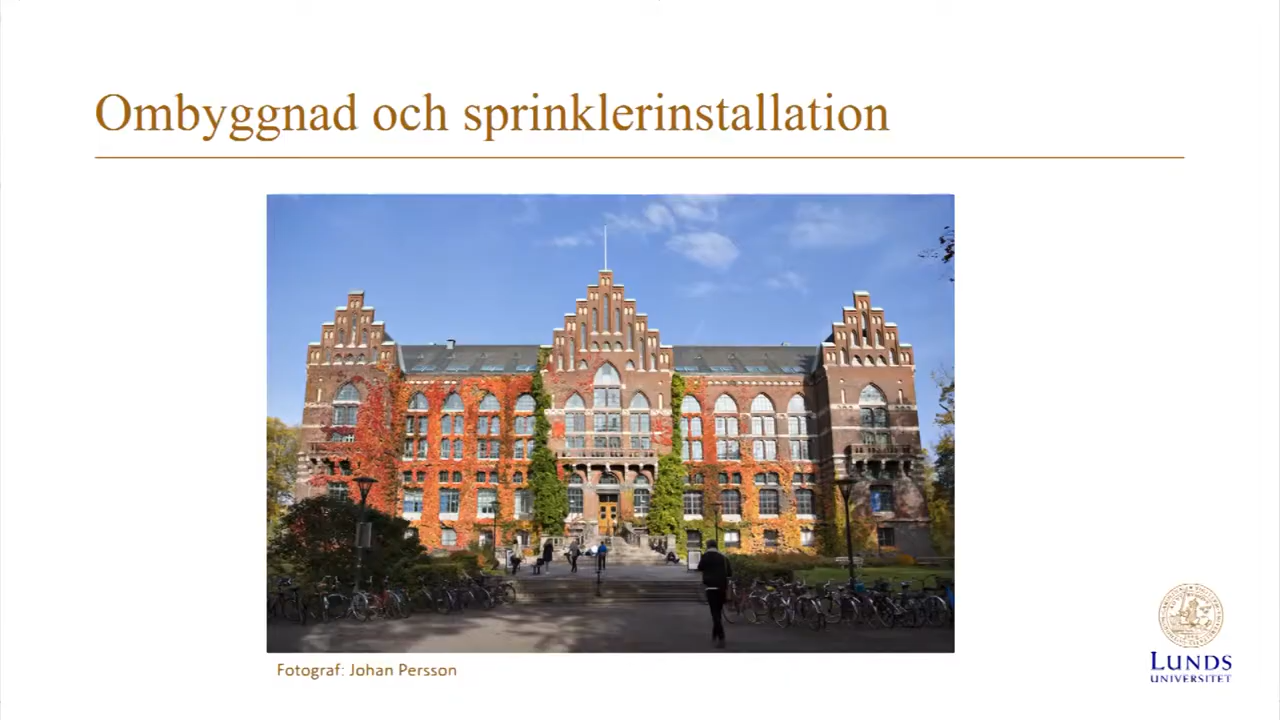 Ombyggnad och sprinklerinstallation
Fotograf: Johan Persson
LUNDS
UNIVERSITET